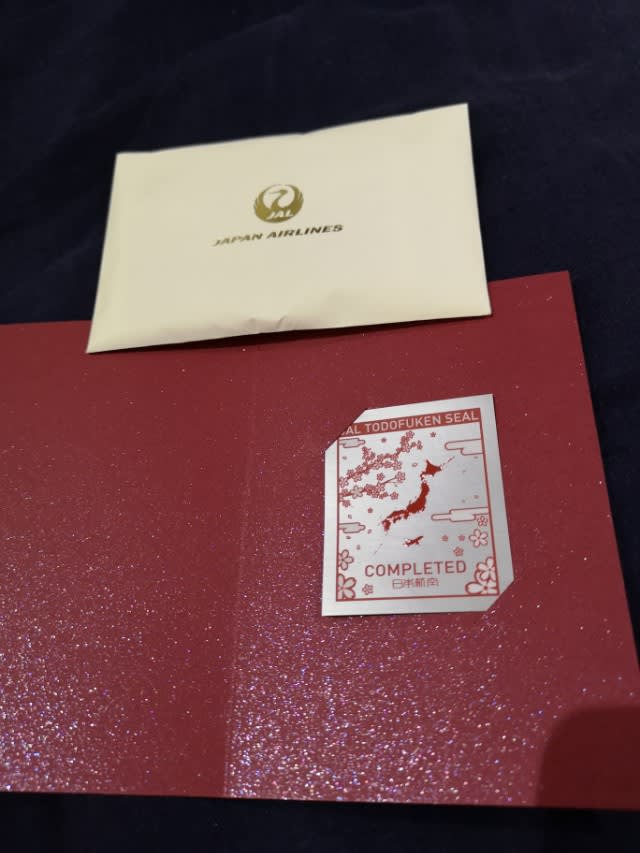 JAL
JAPAN AIRLINES
AL TODOFUKEN SEAL
COMPLETED
日本航空